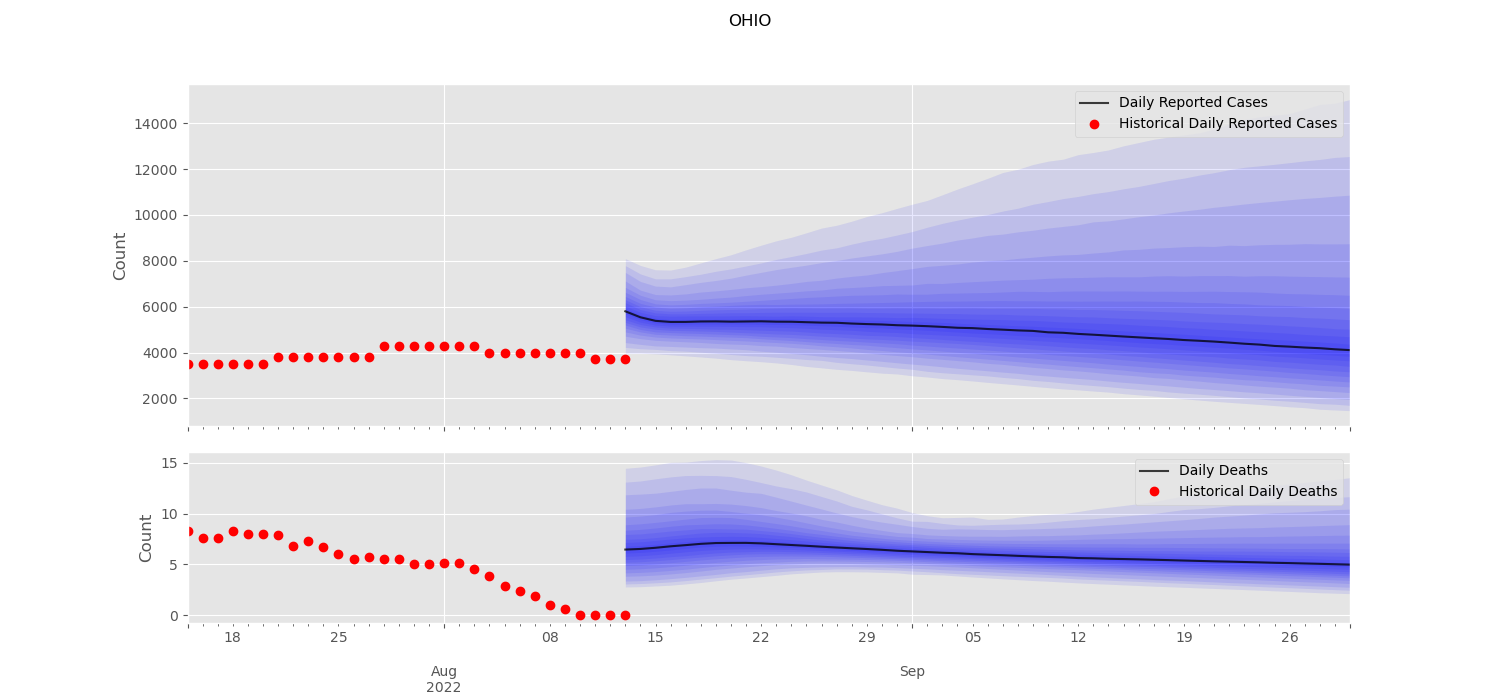 OHIO
Daily Reported Cases
Historical Daily Reported Cases
14000
12000
10000
8000
6000
4000
2000
Count
Daily Deaths
Historical Daily Deaths
15
10
5
0
Count
18 25 08 15 22 29 05 12 19 26
Aug Sep
2022